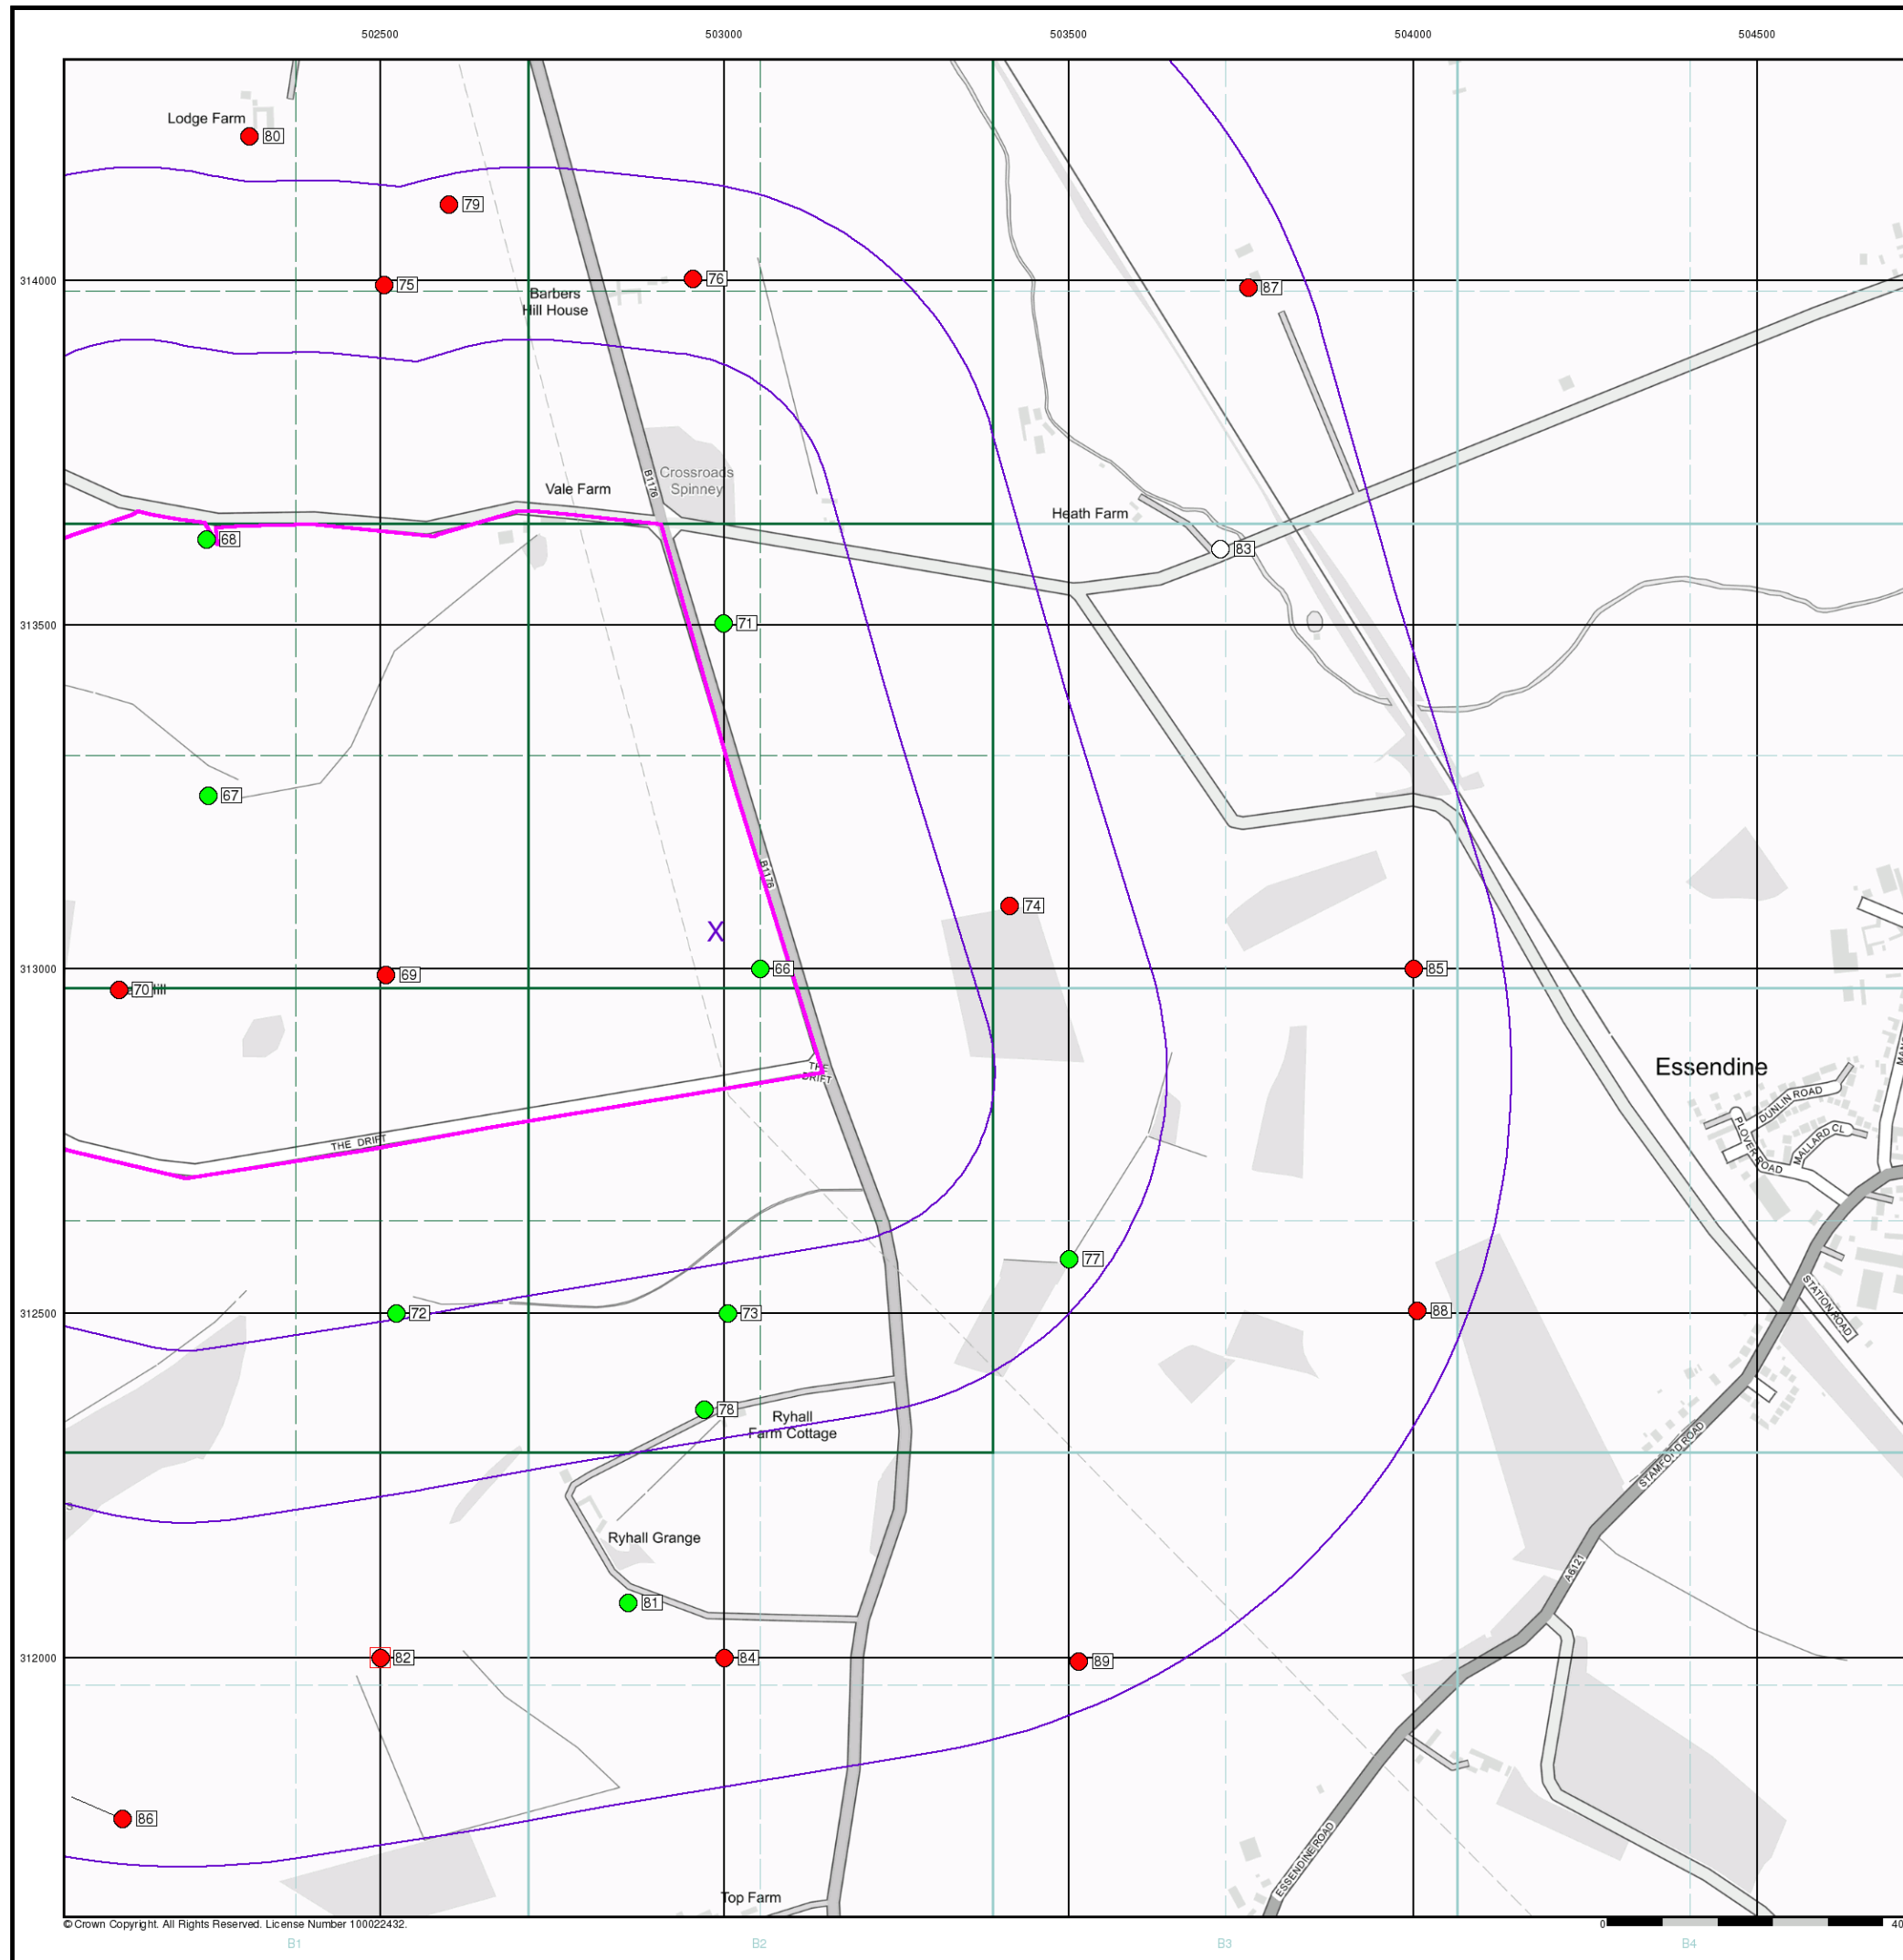 502500 503000 503500 504000 504500
Lodge Farm
80
79
75
76
87
314000
Barbers
Hill House
B1176
Crossroads
Spinney
Vale Farm
Heath Farm
68
83
71
313500
67
B1176
X
74
66
69
85
313000
70
ill
THE
DRIFT
Essendine
DUNLIN ROAD
PLOVER ROAD
MALLARD CL
THE DRIFT
77
STATION ROAD
72
73
88
312500
78
Ryhall
Farm Cottage
STAMFORD ROAD
S
Ryhall Grange
A6121
81
82
84
89
312000
86
ESSENDINE ROAD
Top Farm
© Crown Copyright. All Rights Reserved. License Number 100022432.
0 40
B1 B2 B3 B4